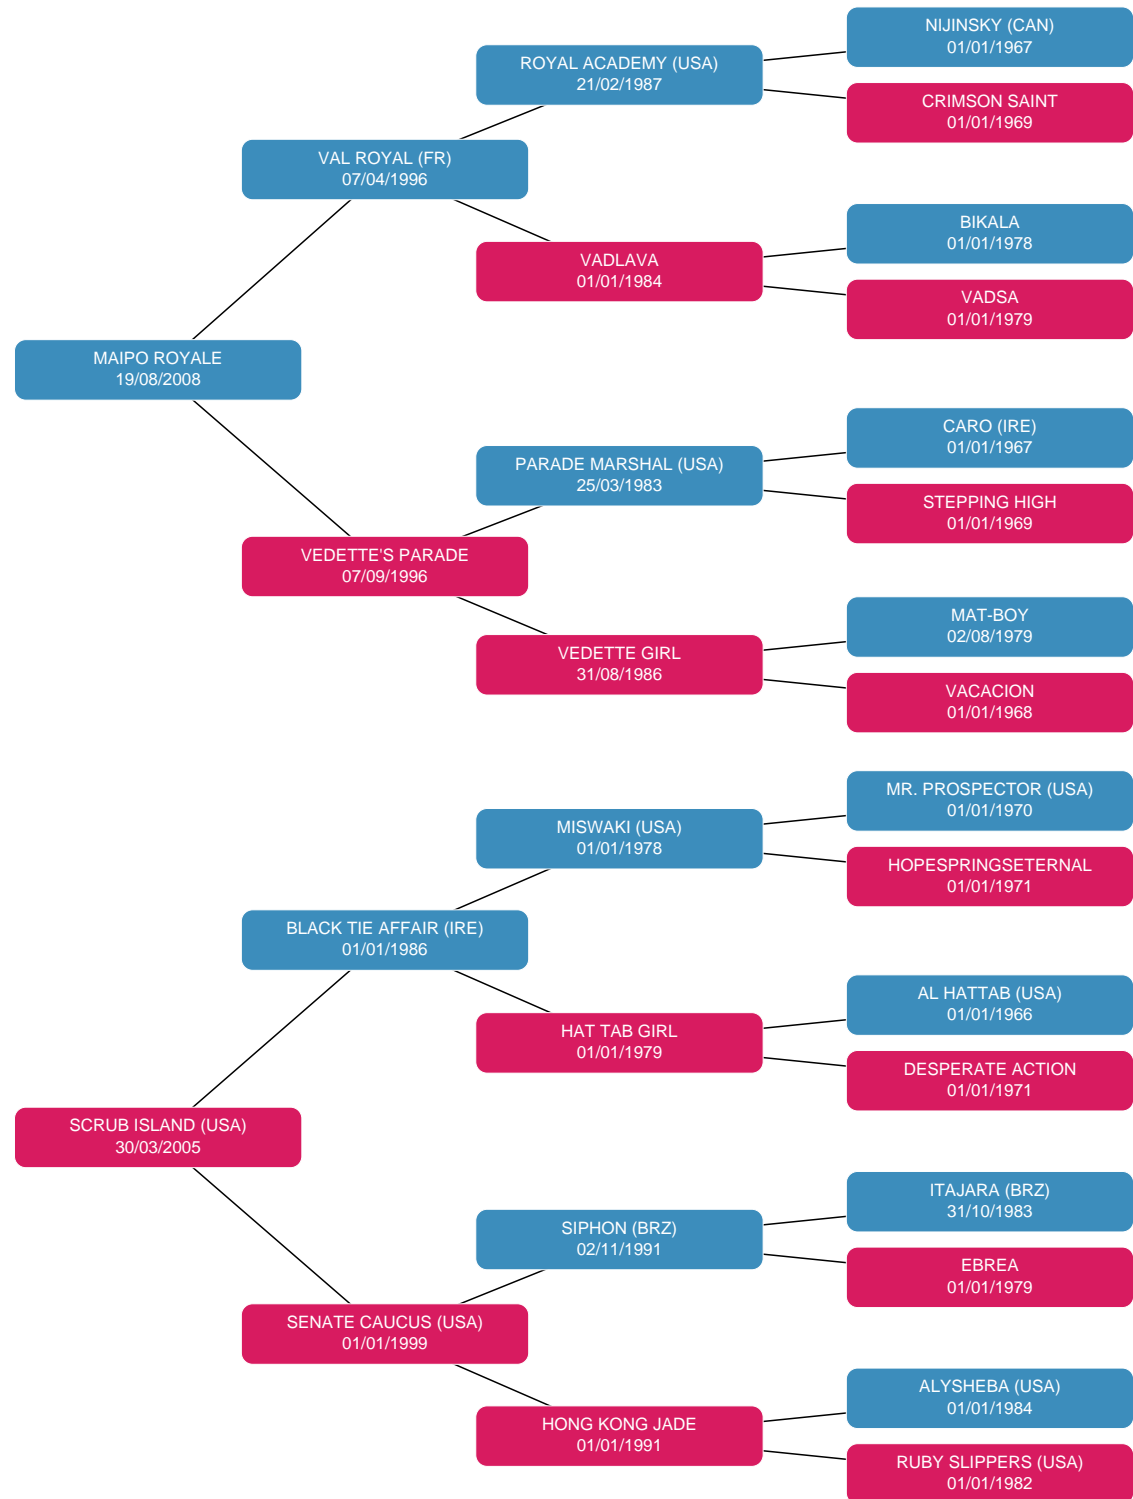 NIJINSKY (CAN)
01/01/1967
ROYAL ACADEMY (USA)
21/02/1987
CRIMSON SAINT
01/01/1969
VAL ROYAL (FR)
07/04/1996
BIKALA
01/01/1978
VADLAVA
01/01/1984
VADSA
01/01/1979
MAIPO ROYALE
19/08/2008
CARO (IRE)
01/01/1967
PARADE MARSHAL (USA)
25/03/1983
STEPPING HIGH
01/01/1969
VEDETTE'S PARADE
07/09/1996
MAT-BOY
02/08/1979
VEDETTE GIRL
31/08/1986
VACACION
01/01/1968
MR. PROSPECTOR (USA)
01/01/1970
MISWAKI (USA)
01/01/1978
HOPESPRINGSETERNAL
01/01/1971
BLACK TIE AFFAIR (IRE)
01/01/1986
AL HATTAB (USA)
01/01/1966
HAT TAB GIRL
01/01/1979
DESPERATE ACTION
01/01/1971
SCRUB ISLAND (USA)
30/03/2005
ITAJARA (BRZ)
31/10/1983
SIPHON (BRZ)
02/11/1991
EBREA
01/01/1979
SENATE CAUCUS (USA)
01/01/1999
ALYSHEBA (USA)
01/01/1984
HONG KONG JADE
01/01/1991
RUBY SLIPPERS (USA)
01/01/1982